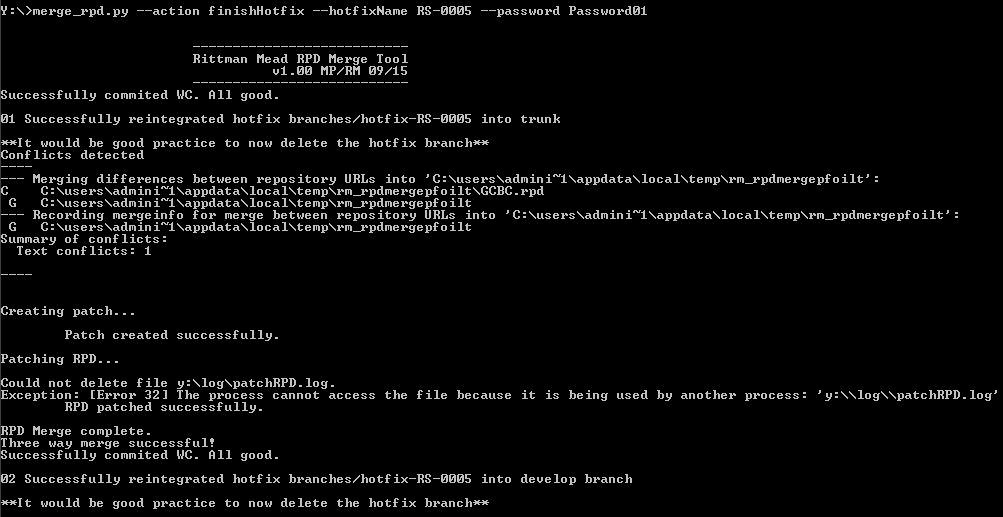 Y:\>merge_rpd.py --action finishHotfix --hotfixName RS-0005 --password Password01
---------------------------
Rittman Mead RPD Merge Tool
v1.00 MP/RM 09/15
---------------------------
Successfully commited WC. All good.
01 Successfully reintegrated hotfix branches/hotfix-RS-0005 into trunk
**It would be good practice to now delete the hotfix branch**
Conflicts detected
----
--- Merging differences between repository URLs into 'C:\users\admini~1\appdata\local\temp\rm_rpdmergepfoilt':
C    C:\users\admini~1\appdata\local\temp\rm_rpdmergepfoilt\GCBC.rpd
 G   C:\users\admini~1\appdata\local\temp\rm_rpdmergepfoilt
--- Recording mergeinfo for merge between repository URLs into 'C:\users\admini~1\appdata\local\temp\rm_rpdmergepfoilt':
 G   C:\users\admini~1\appdata\local\temp\rm_rpdmergepfoilt
Summary of conflicts:
  Text conflicts: 1
----
Creating patch...
Patch created successfully.
Patching RPD...
Could not delete file y:\log\patchRPD.log.
Exception: [Error 32] The process cannot access the file because it is being used by another process: 'y:\\log\\patchRPD.log'
RPD patched successfully.
RPD Merge complete.
Three way merge successful!
Successfully commited WC. All good.
02 Successfully reintegrated hotfix branches/hotfix-RS-0005 into develop branch
**It would be good practice to now delete the hotfix branch**